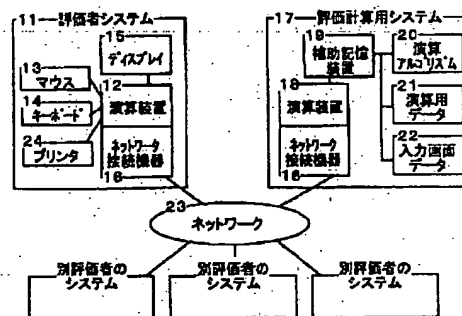 11 評価者システム
15
ディスプレイ
13
マウス
12
演算装置
14
キーボード
24
プリンタ
ネットワーク
接続機器
16
17 評価計算用システム
19
補助記憶
装置
20
演算
アルゴリズム
18
演算装置
21
演算用
データ
22
入力画面
データ
ネットワーク
接続機器
16
23
ネットワーク
別評価者の
システム
別評価者の
システム
別評価者の
システム